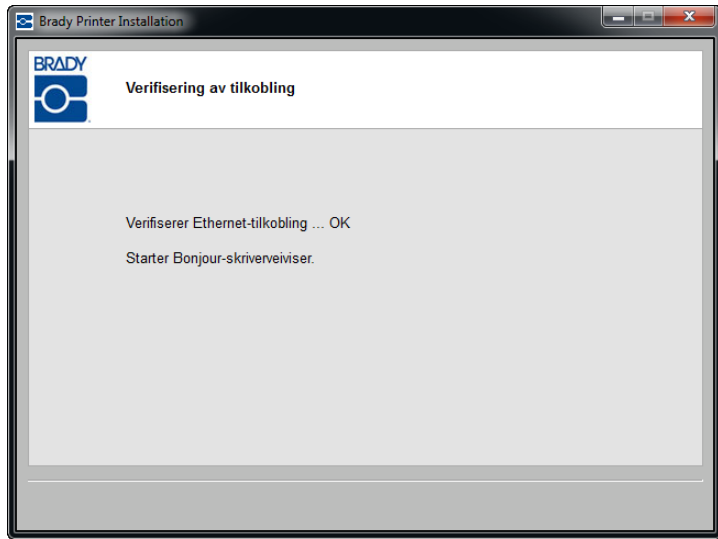 Brady Printer Installation
BRADY
Verifisering av tilkobling
Verifiserer Ethernet-tilkobling ... OK
Starter Bonjour-skriverveiviser.